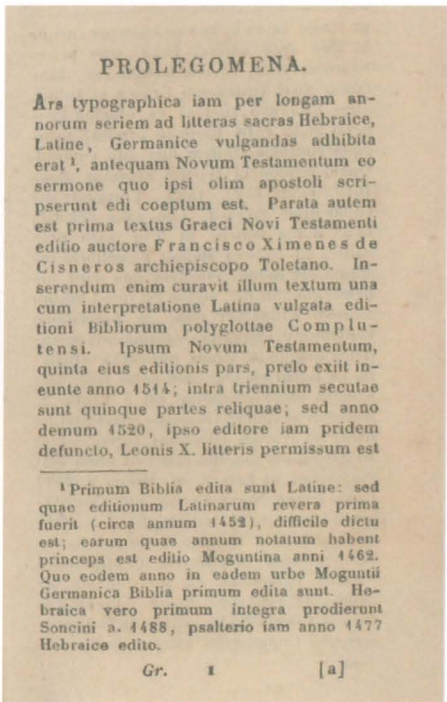 PROLEGOMENA.
Ars typographica iam per longam an-
norum seriem ad litteras sacras Hebraice,
Latine, Germanice vulgandas adhibita
erat¹, antequam Novum Testamentum eo
sermone quo ipsi olim apostoli scri-
pserunt edi coeptum est. Parata autem
est prima textus Graeci Novi Testamenti
editio auctore Francisco Ximenes de
Cisneros archiepiscopo Toletano. In-
serendum enim curavit illum textum una
cum interpretatione Latina vulgata edi-
tioni Bibliorum polyglottae Complu-
tensi. Ipsum Novum Testamentum,
quinta eius editionis pars, prelo exiit in-
eunte anno 1514; intra triennium secutae
sunt quinque partes reliquae; sed anno
demum 1520, ipso editore iam pridem
defuncto, Leonis X. litteris permissum est
¹ Primum Biblia edita sunt Latine: sed
quae editionum Latinarum revera prima
fuerit (circa annum 1452), difficile dictu
est; earum quae annum notatum habent
princeps est editio Moguntina anni 1462.
Quo eodem anno in eadem urbe Moguntii
Germanica Biblia primum edita sunt. He-
braica vero primum integra prodierunt
Soncini a. 1488, psalterio iam anno 1477
Hebraice edito.
Gr. 1 [a]